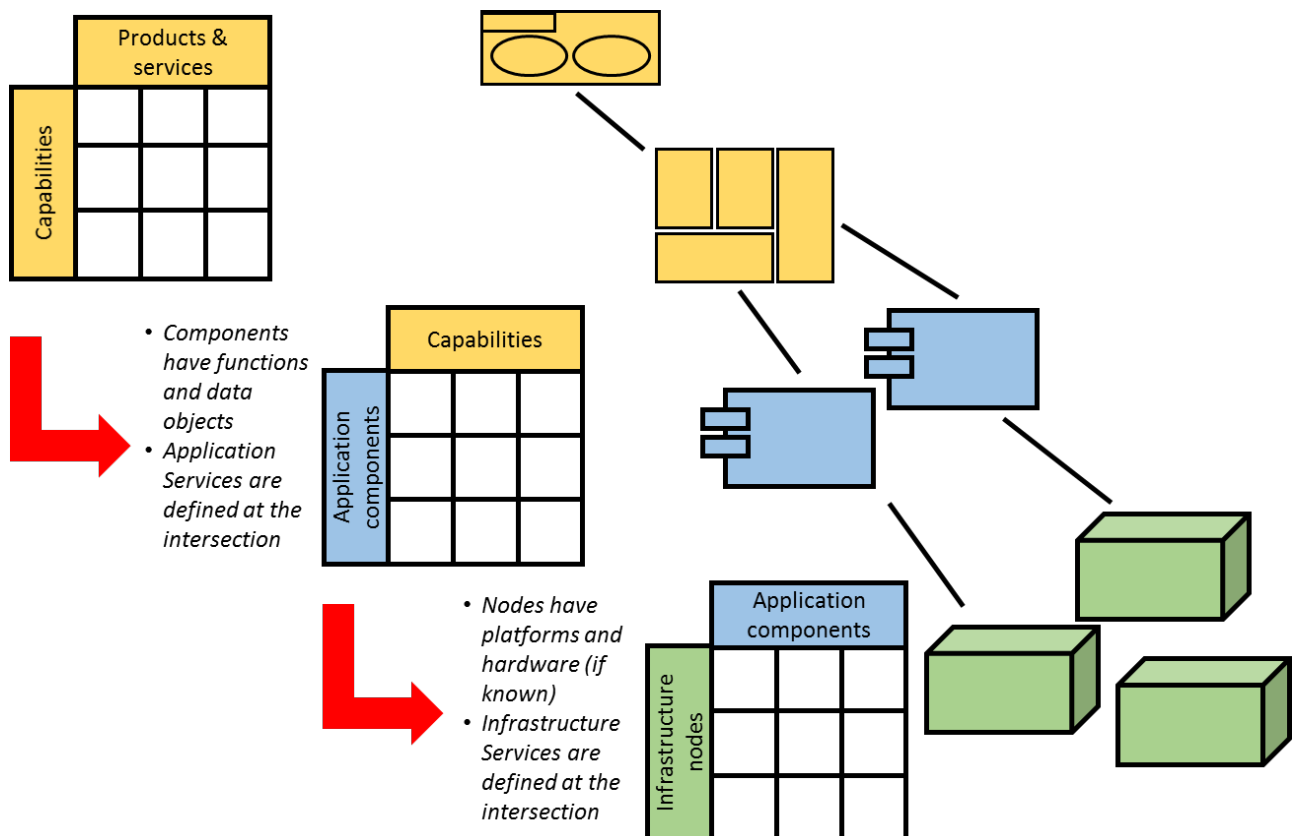 Products &
services
Capabilities
• Components
have functions
and data
objects
• Application
Services are
defined at the
intersection
Capabilities
Application
components
• Nodes have
platforms and
hardware (if
known)
• Infrastructure
Services are
defined at the
intersection
Application
components
Infrastructure
nodes